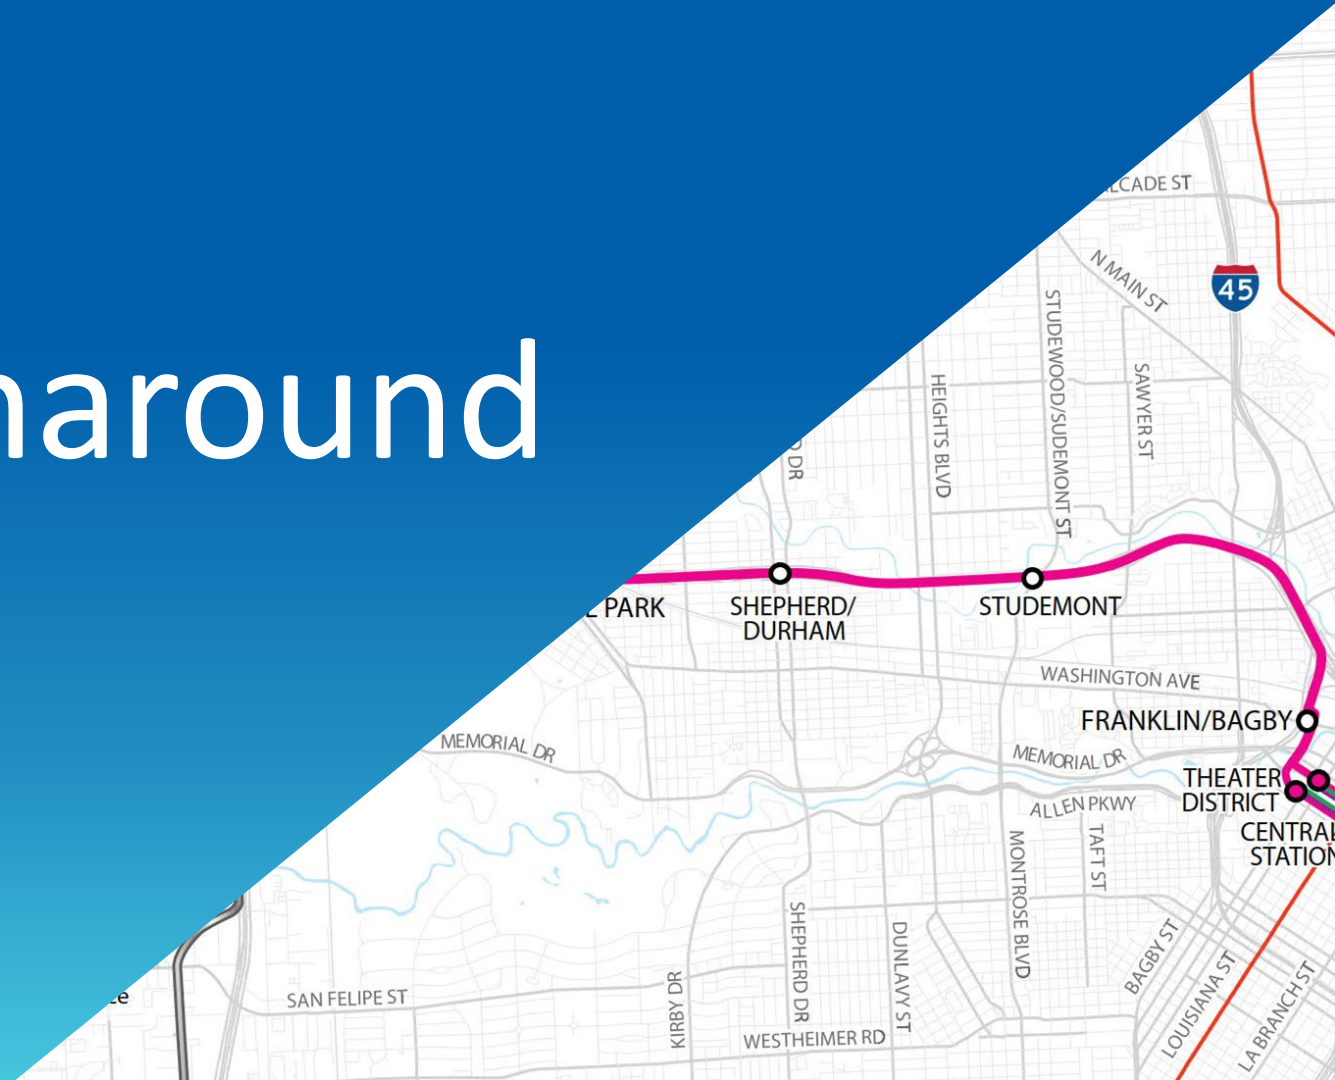 naround
LCADE ST
N MAIN ST
45
STUDEWOOD/SUDEMONT ST
SAWYER ST
HEIGHTS BLVD
DR
PARK
SHEPHERD/
DURHAM
STUDEMONT
WASHINGTON AVE
FRANKLIN/BAGBY
MEMORIAL DR
MEMORIAL DR
THEATER
DISTRICT
ALLEN PKWY
CENTRAL
STATION
TAFT ST
MONTROSE BLVD
SHEPHERD DR
DUNLAVY ST
BAGBY ST
LOUISIANA ST
LA BRANCH ST
KIRBY DR
ce
SAN FELIPE ST
WESTHEIMER RD